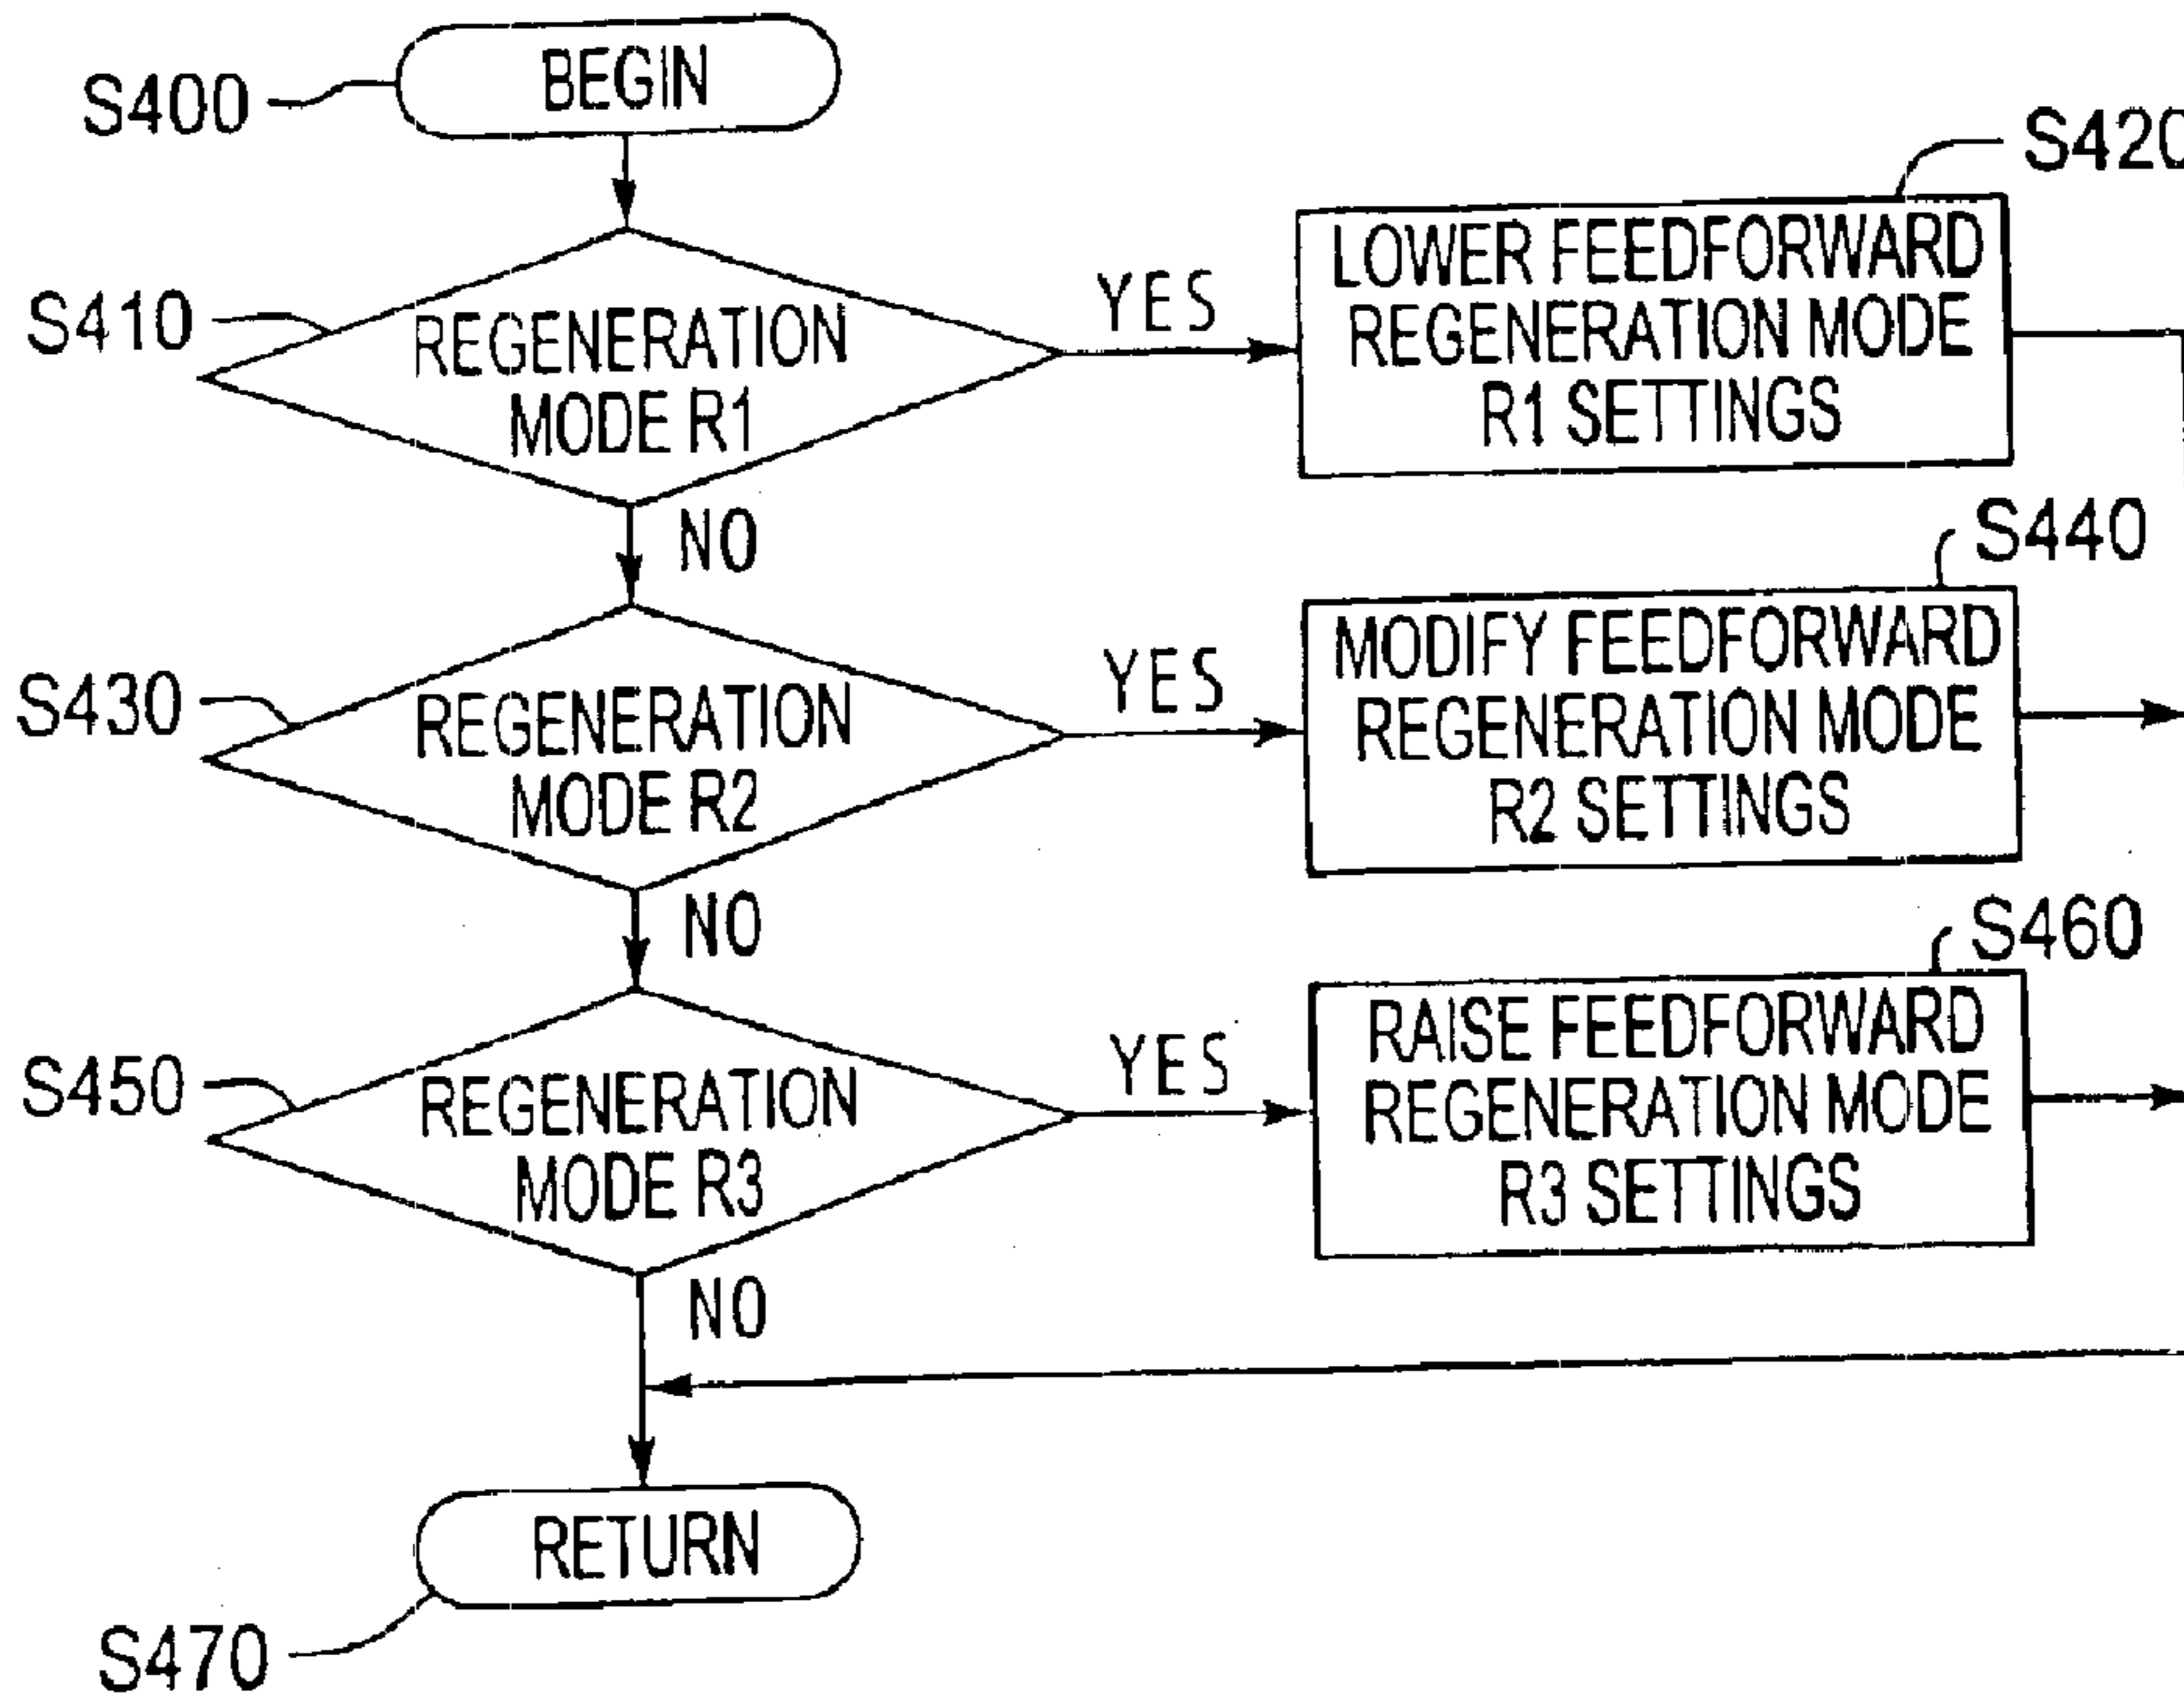 S400
BEGIN
S410
REGENERATION
MODE R1
YES
S420
LOWER FEEDFORWARD
REGENERATION MODE
R1 SETTINGS
NO
S430
REGENERATION
MODE R2
YES
S440
MODIFY FEEDFORWARD
REGENERATION MODE
R2 SETTINGS
NO
S450
REGENERATION
MODE R3
YES
S460
RAISE FEEDFORWARD
REGENERATION MODE
R3 SETTINGS
NO
RETURN
S470